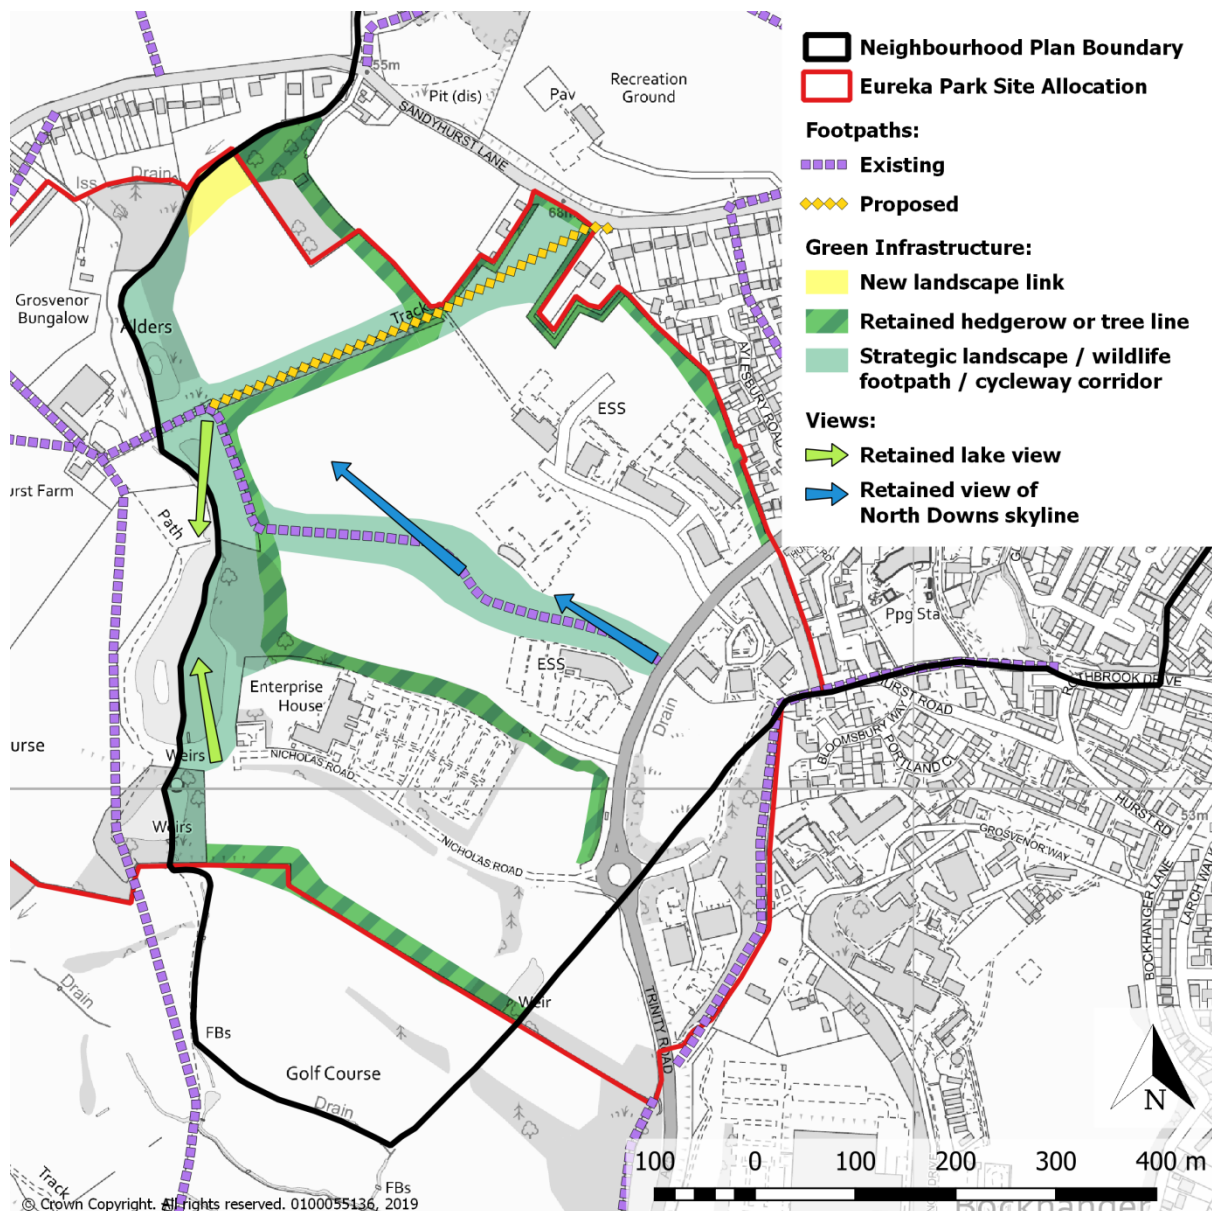 Neighbourhood Plan Boundary
Eureka Park Site Allocation
Footpaths:
Existing
Proposed
Green Infrastructure:
New landscape link
Retained hedgerow or tree line
Strategic landscape / wildlife
footpath / cycleway corridor
Views:
Retained lake view
Retained view of
North Downs skyline
55m
Pit (dis)
Pav
Recreation
Ground
SANDYHURST LANE
Iss
Drain
68m
Grosvenor
Bungalow
Alders
Track
AYLESBURY ROAD
ESS
urst Farm
Path
Ppg Sta
ESS
Enterprise
House
Drain
HURST ROAD
BLOOMSBURY WAY
PORTLAND CL
urse
Weirs
NICHOLAS ROAD
Weirs
NICHOLAS ROAD
GROSVENOR WAY
HURST RD
53m
BOCKHANGER LANE
LARCH WALK
Drain
Weir
TRINITY ROAD
FBs
Golf Course
Drain
N
Track
FBs
100 0 100 200 300 400 m
Bockhanger
© Crown Copyright. All rights reserved. 0100055136, 2019